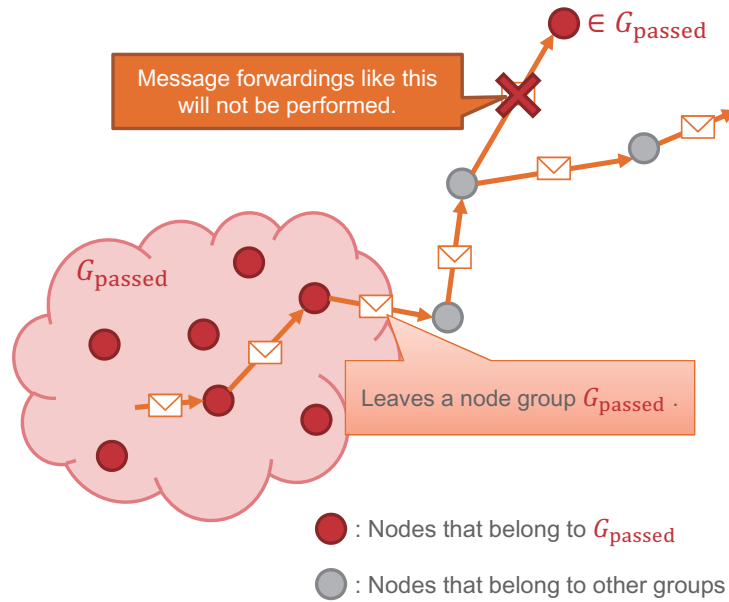 ∈ G_passed
Message forwardings like this
will not be performed.
G_passed
Leaves a node group G_passed .
: Nodes that belong to G_passed
: Nodes that belong to other groups